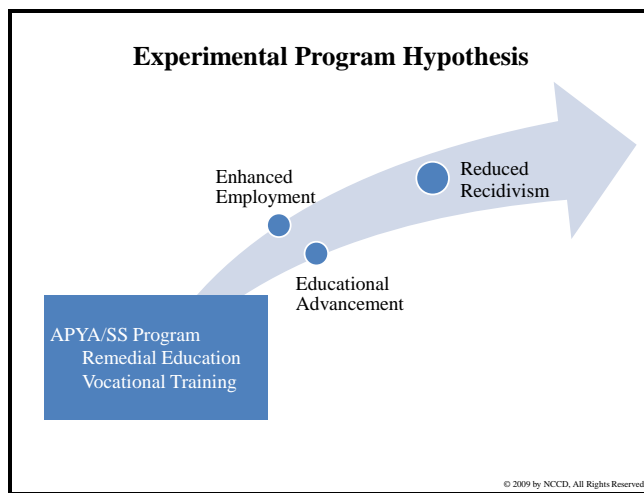 Experimental Program Hypothesis
Enhanced
Employment
Reduced
Recidivism
Educational
Advancement
APYA/SS Program
Remedial Education
Vocational Training
© 2009 by NCCD, All Rights Reserved